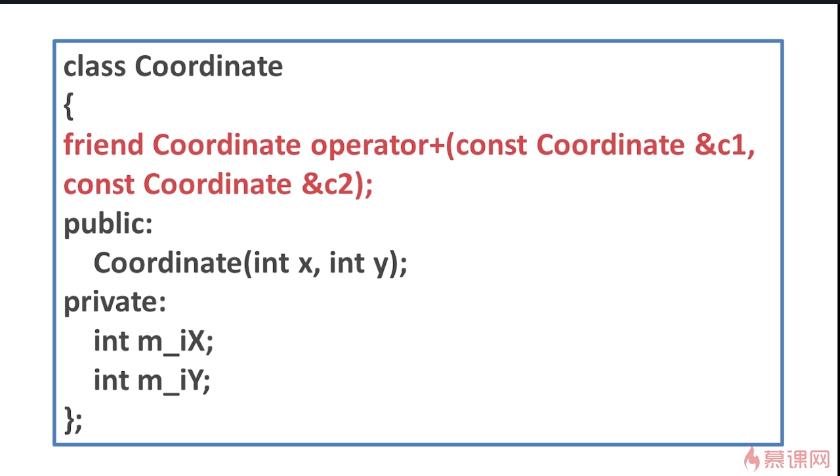 class Coordinate
{
friend Coordinate operator+(const Coordinate &c1,
const Coordinate &c2);
public:
Coordinate(int x, int y);
private:
int m_iX;
int m_iY;
};
慕课网